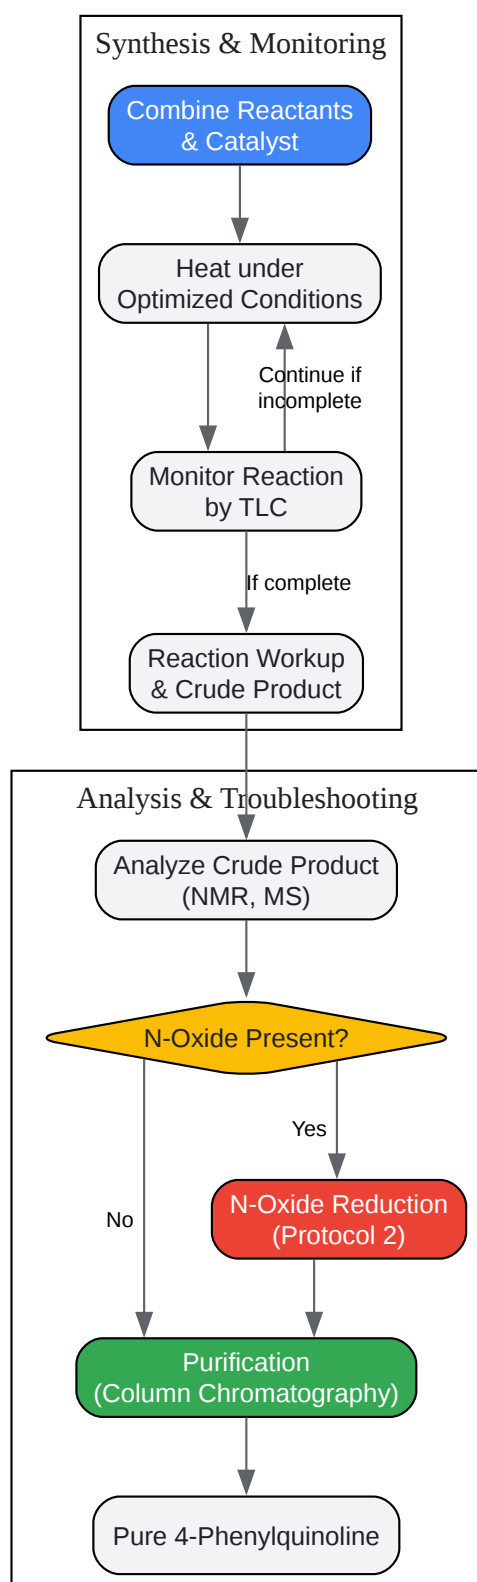 Synthesis & Monitoring
Combine Reactants
& Catalyst
Heat under
Optimized Conditions
Continue if
incomplete
Monitor Reaction
by TLC
If complete
Reaction Workup
& Crude Product
Analysis & Troubleshooting
Analyze Crude Product
(NMR, MS)
N-Oxide Present?
Yes
N-Oxide Reduction
(Protocol 2)
No
Purification
(Column Chromatography)
Pure 4-Phenylquinoline